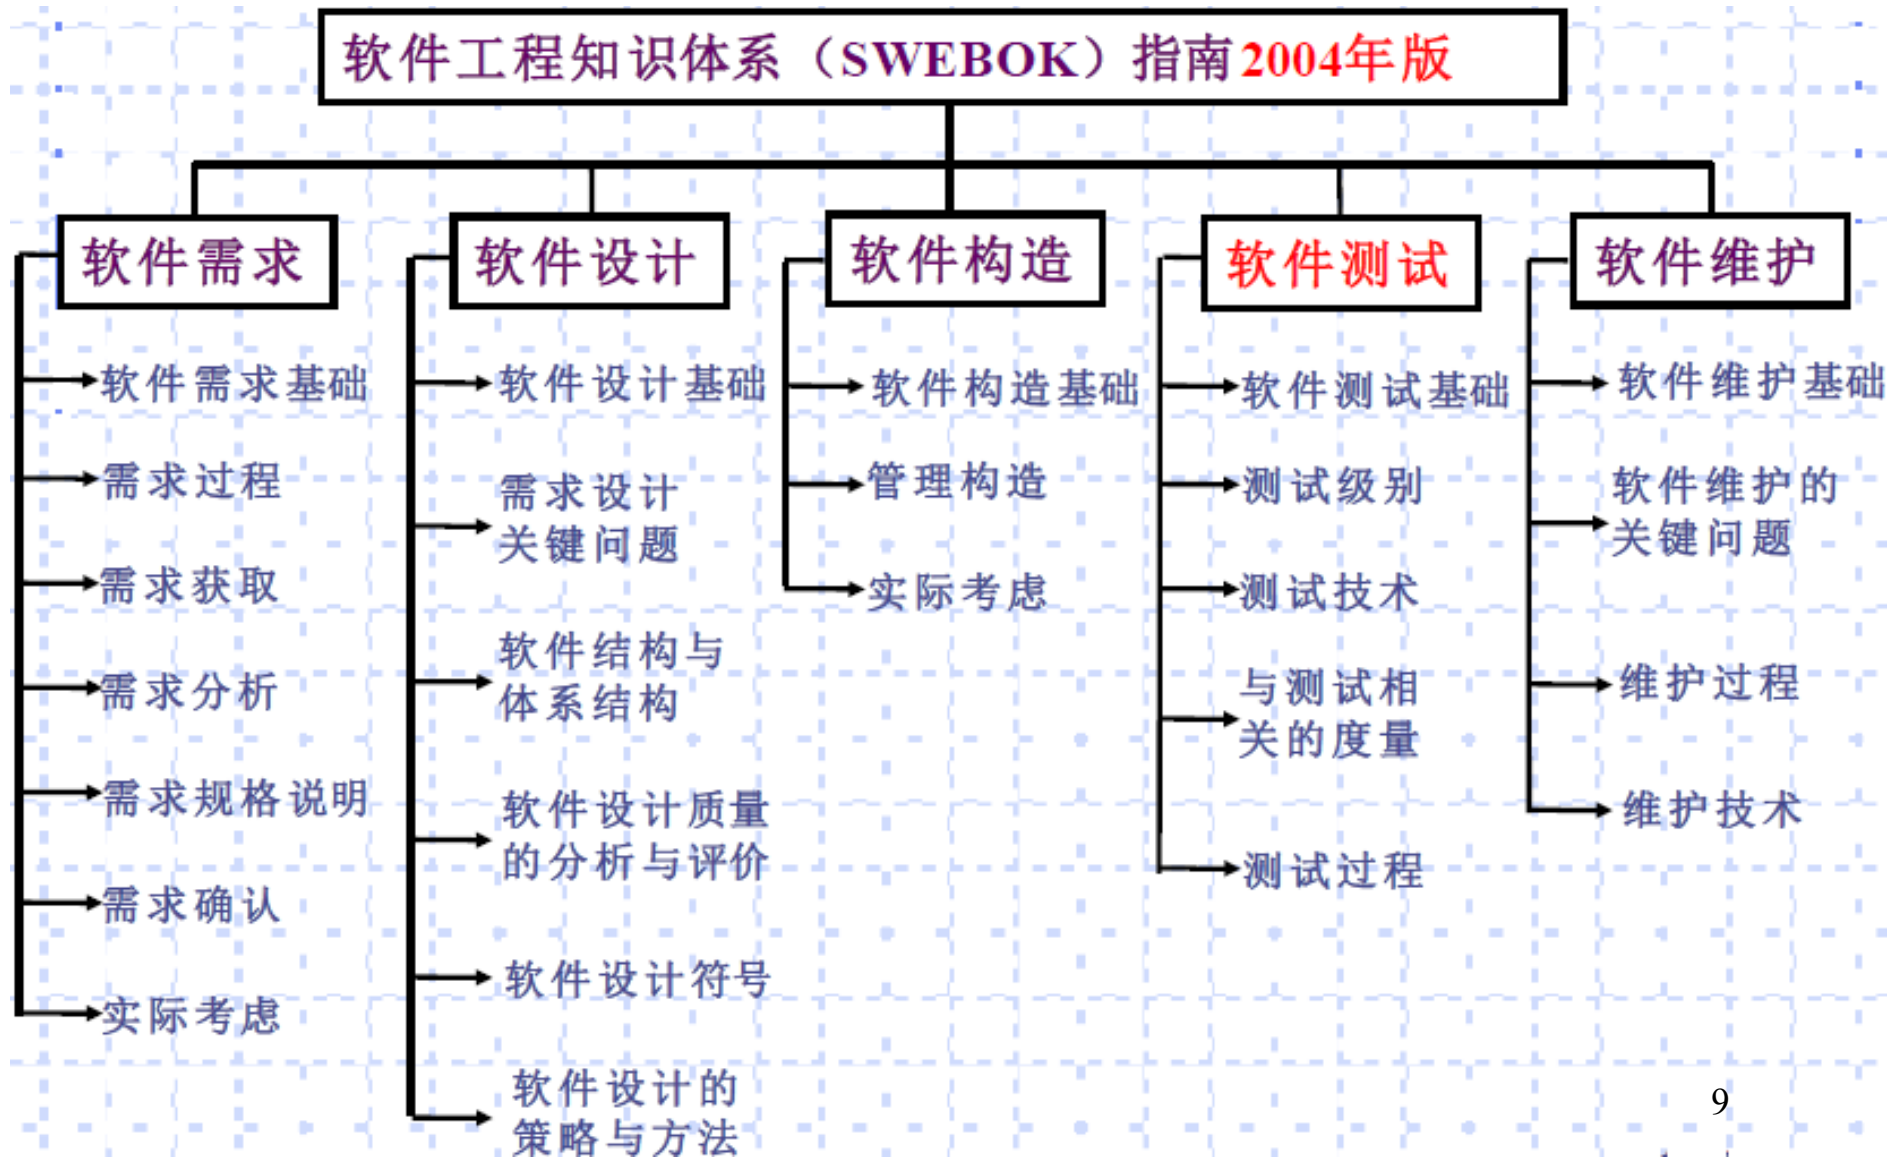 软件工程知识体系（SWEBOK）指南2004年版
软件需求
软件需求基础
需求过程
需求获取
需求分析
需求规格说明
需求确认
实际考虑
软件设计
软件设计基础
需求设计
关键问题
软件结构与
体系结构
软件设计质量
的分析与评价
软件设计符号
软件设计的
策略与方法
软件构造
软件构造基础
管理构造
实际考虑
软件测试
软件测试基础
测试级别
测试技术
与测试相
关的度量
测试过程
软件维护
软件维护基础
软件维护的
关键问题
维护过程
维护技术
9